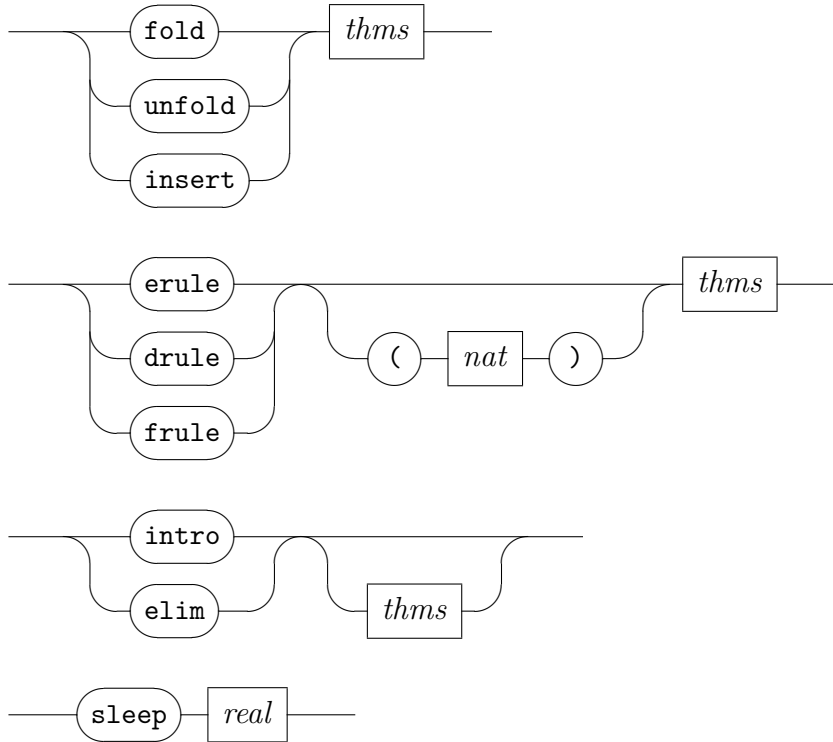 fold thms
unfold
insert
erule thms
drule ( nat )
frule
intro
elim thms
sleep real